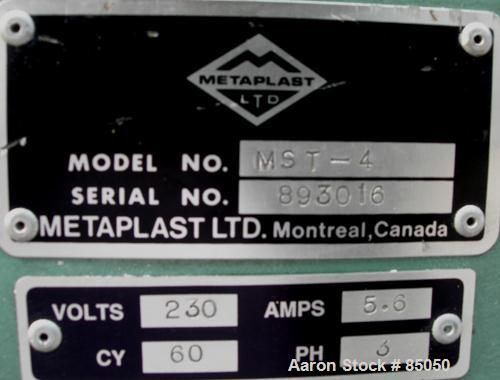 METAPLAST
LTD
MODEL NO. MST-4
SERIAL NO. 893016
METAPLAST LTD. Montreal, Canada
VOLTS 230 AMPS 5.6
CY 60 PH 3
Aaron Stock # 85050